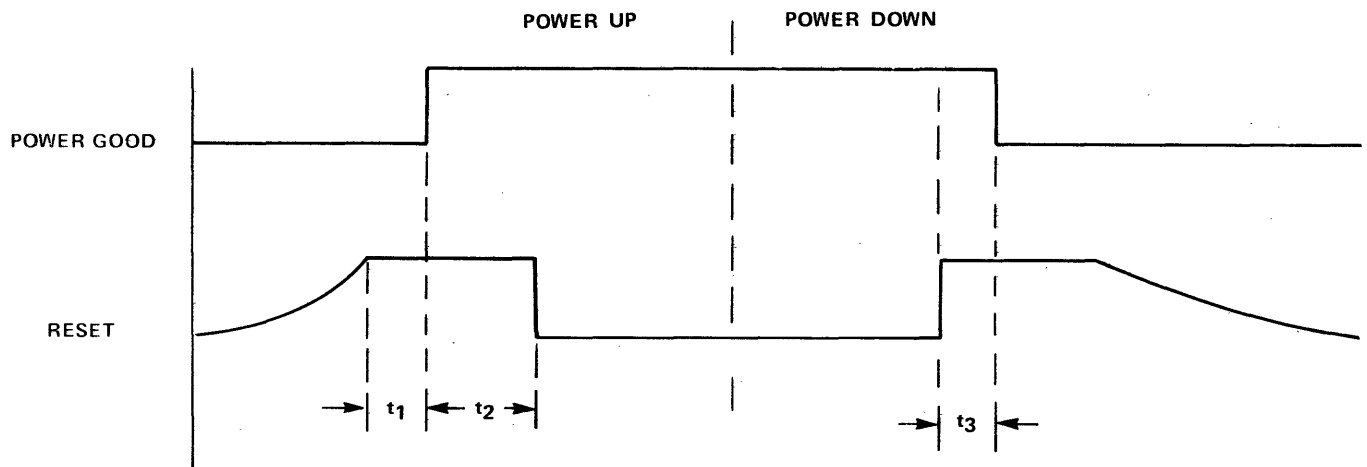 POWER UP
POWER DOWN
POWER GOOD
RESET
t1
t2
t3